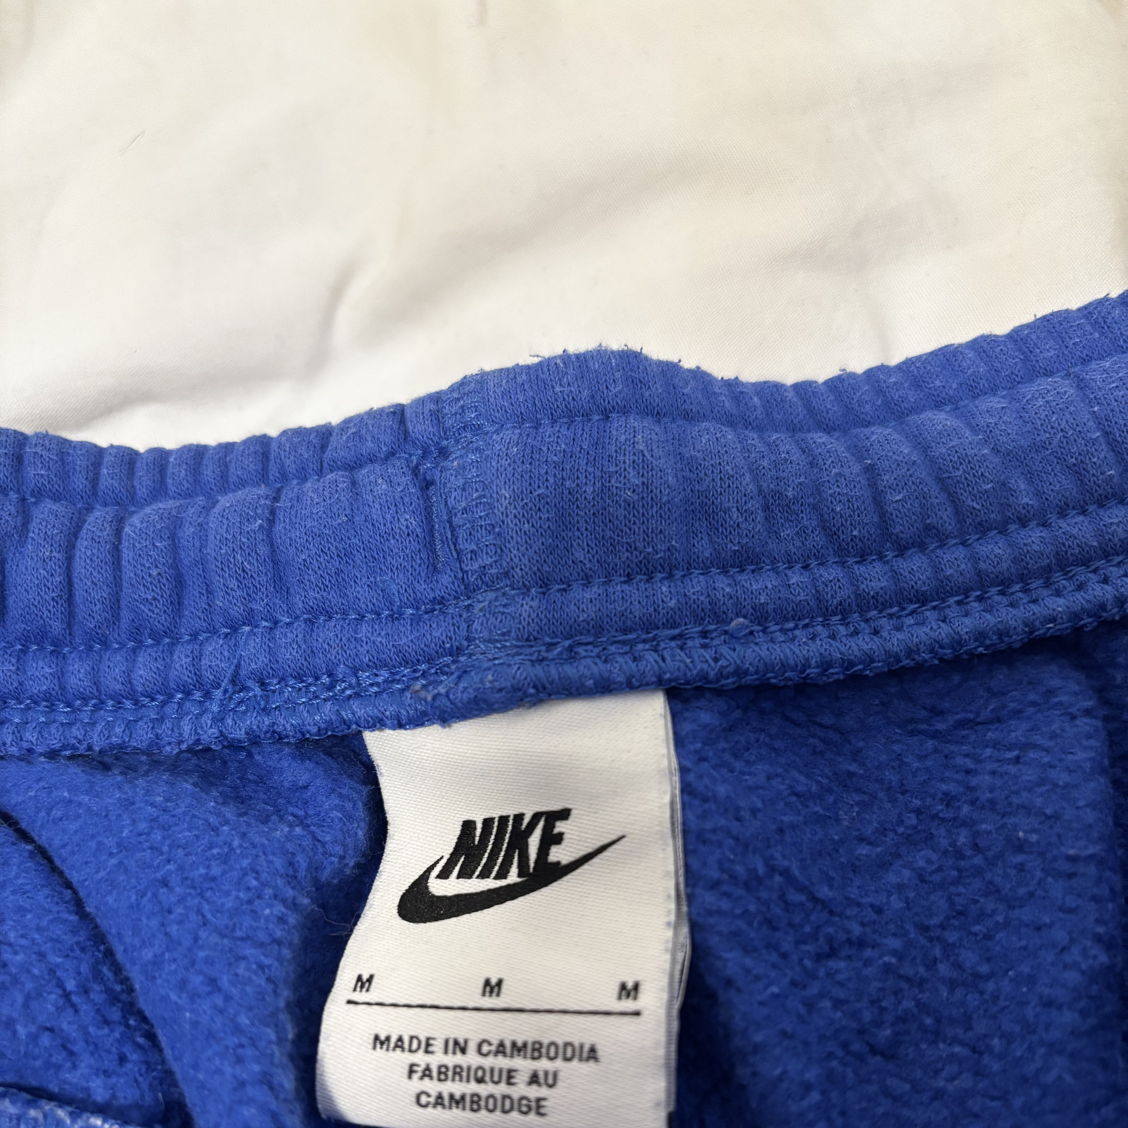 NIKE
M M M
MADE IN CAMBODIA
FABRIQUE AU
CAMBODGE